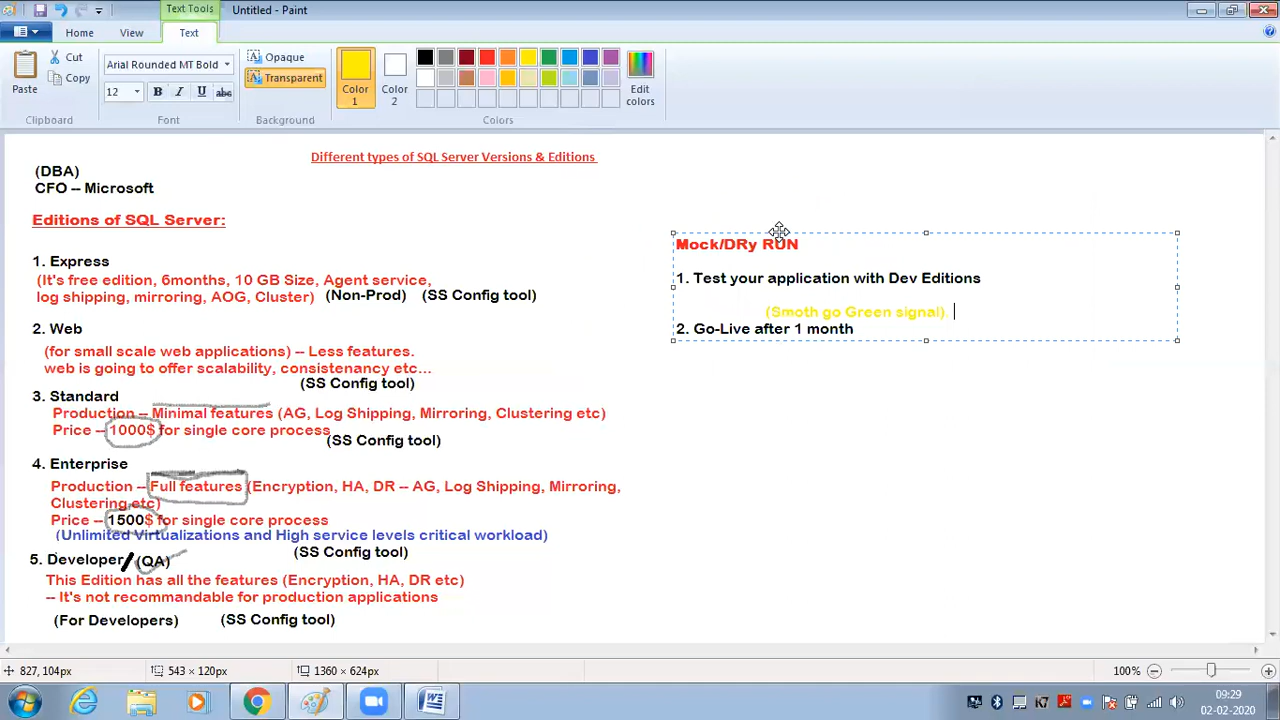 Text Tools
Untitled - Paint
Home
View
Text
Paste
Cut
Copy
Clipboard
Arial Rounded MT Bold
12
B I U abc
Font
Opaque
Transparent
Background
Color 1
Color 2
Edit colors
Colors
Different types of SQL Server Versions & Editions
(DBA)
CFO -- Microsoft
Editions of SQL Server:
1. Express
(It's free edition, 6months, 10 GB Size, Agent service,
log shipping, mirroring, AOG, Cluster) (Non-Prod) (SS Config tool)
2. Web
(for small scale web applications) -- Less features.
web is going to offer scalability, consistenancy etc...
(SS Config tool)
3. Standard
Production -- Minimal features (AG, Log Shipping, Mirroring, Clustering etc)
Price -- 1000$ for single core process
(SS Config tool)
4. Enterprise
Production -- Full features (Encryption, HA, DR -- AG, Log Shipping, Mirroring,
Clustering etc)
Price -- 1500$ for single core process
(Unlimited Virtualizations and High service levels critical workload)
(SS Config tool)
5. Developer/(QA)
This Edition has all the features (Encryption, HA, DR etc)
-- It's not recommandable for production applications
(For Developers) (SS Config tool)
Mock/DRy RUN
1. Test your application with Dev Editions
(Smoth go Green signal).
2. Go-Live after 1 month
827, 104px
543 × 120px
1360 × 624px
100%
09:29
02-02-2020